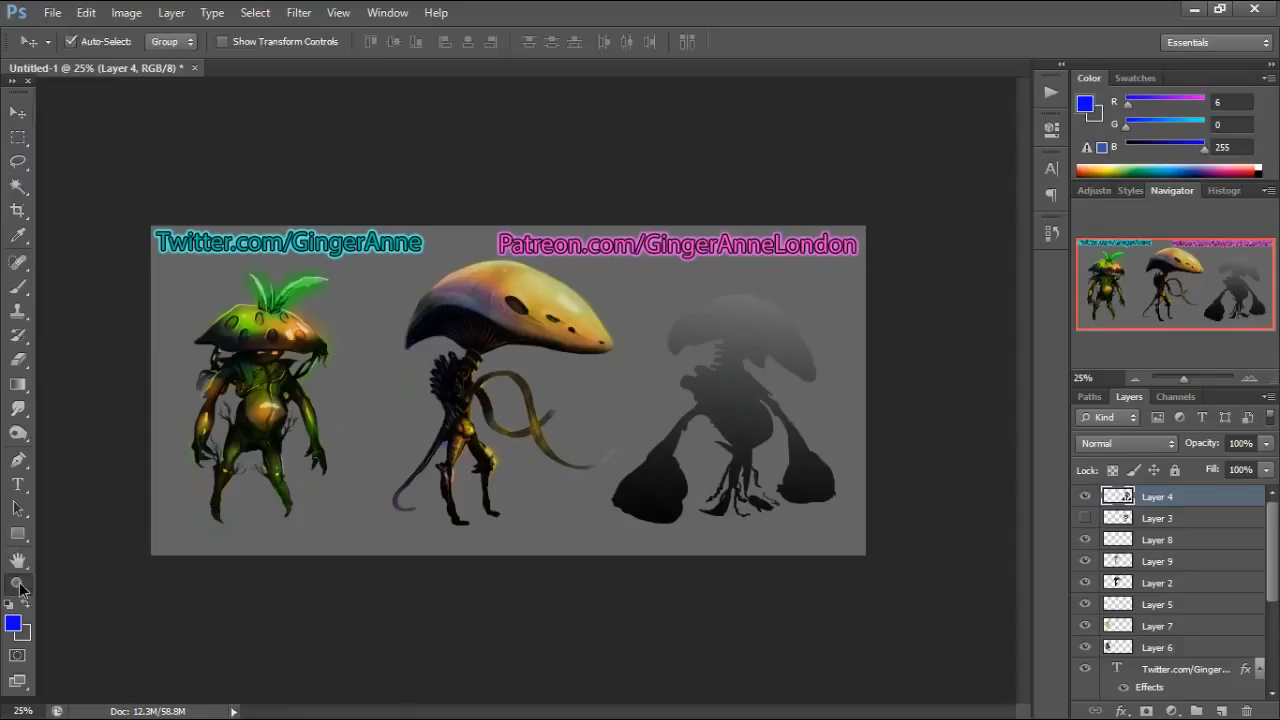 Ps File Edit Image Layer Type Select Filter View Window Help
Auto-Select: Group Show Transform Controls Essentials
Untitled-1 @ 25% (Layer 4, RGB/8) *
Color Swatches
R 6
G 0
B 255
Adjustn Styles Navigator Histogr
Twitter.com/GingerAnne Patreon.com/GingerAnneLondon
25%
Paths Layers Channels
Kind
Normal Opacity: 100%
Lock: Fill: 100%
Layer 4
Layer 3
Layer 8
Layer 9
Layer 2
Layer 5
Layer 7
Layer 6
T Twitter.com/Ginger... fx
Effects
25% Doc: 12.3M/58.8M